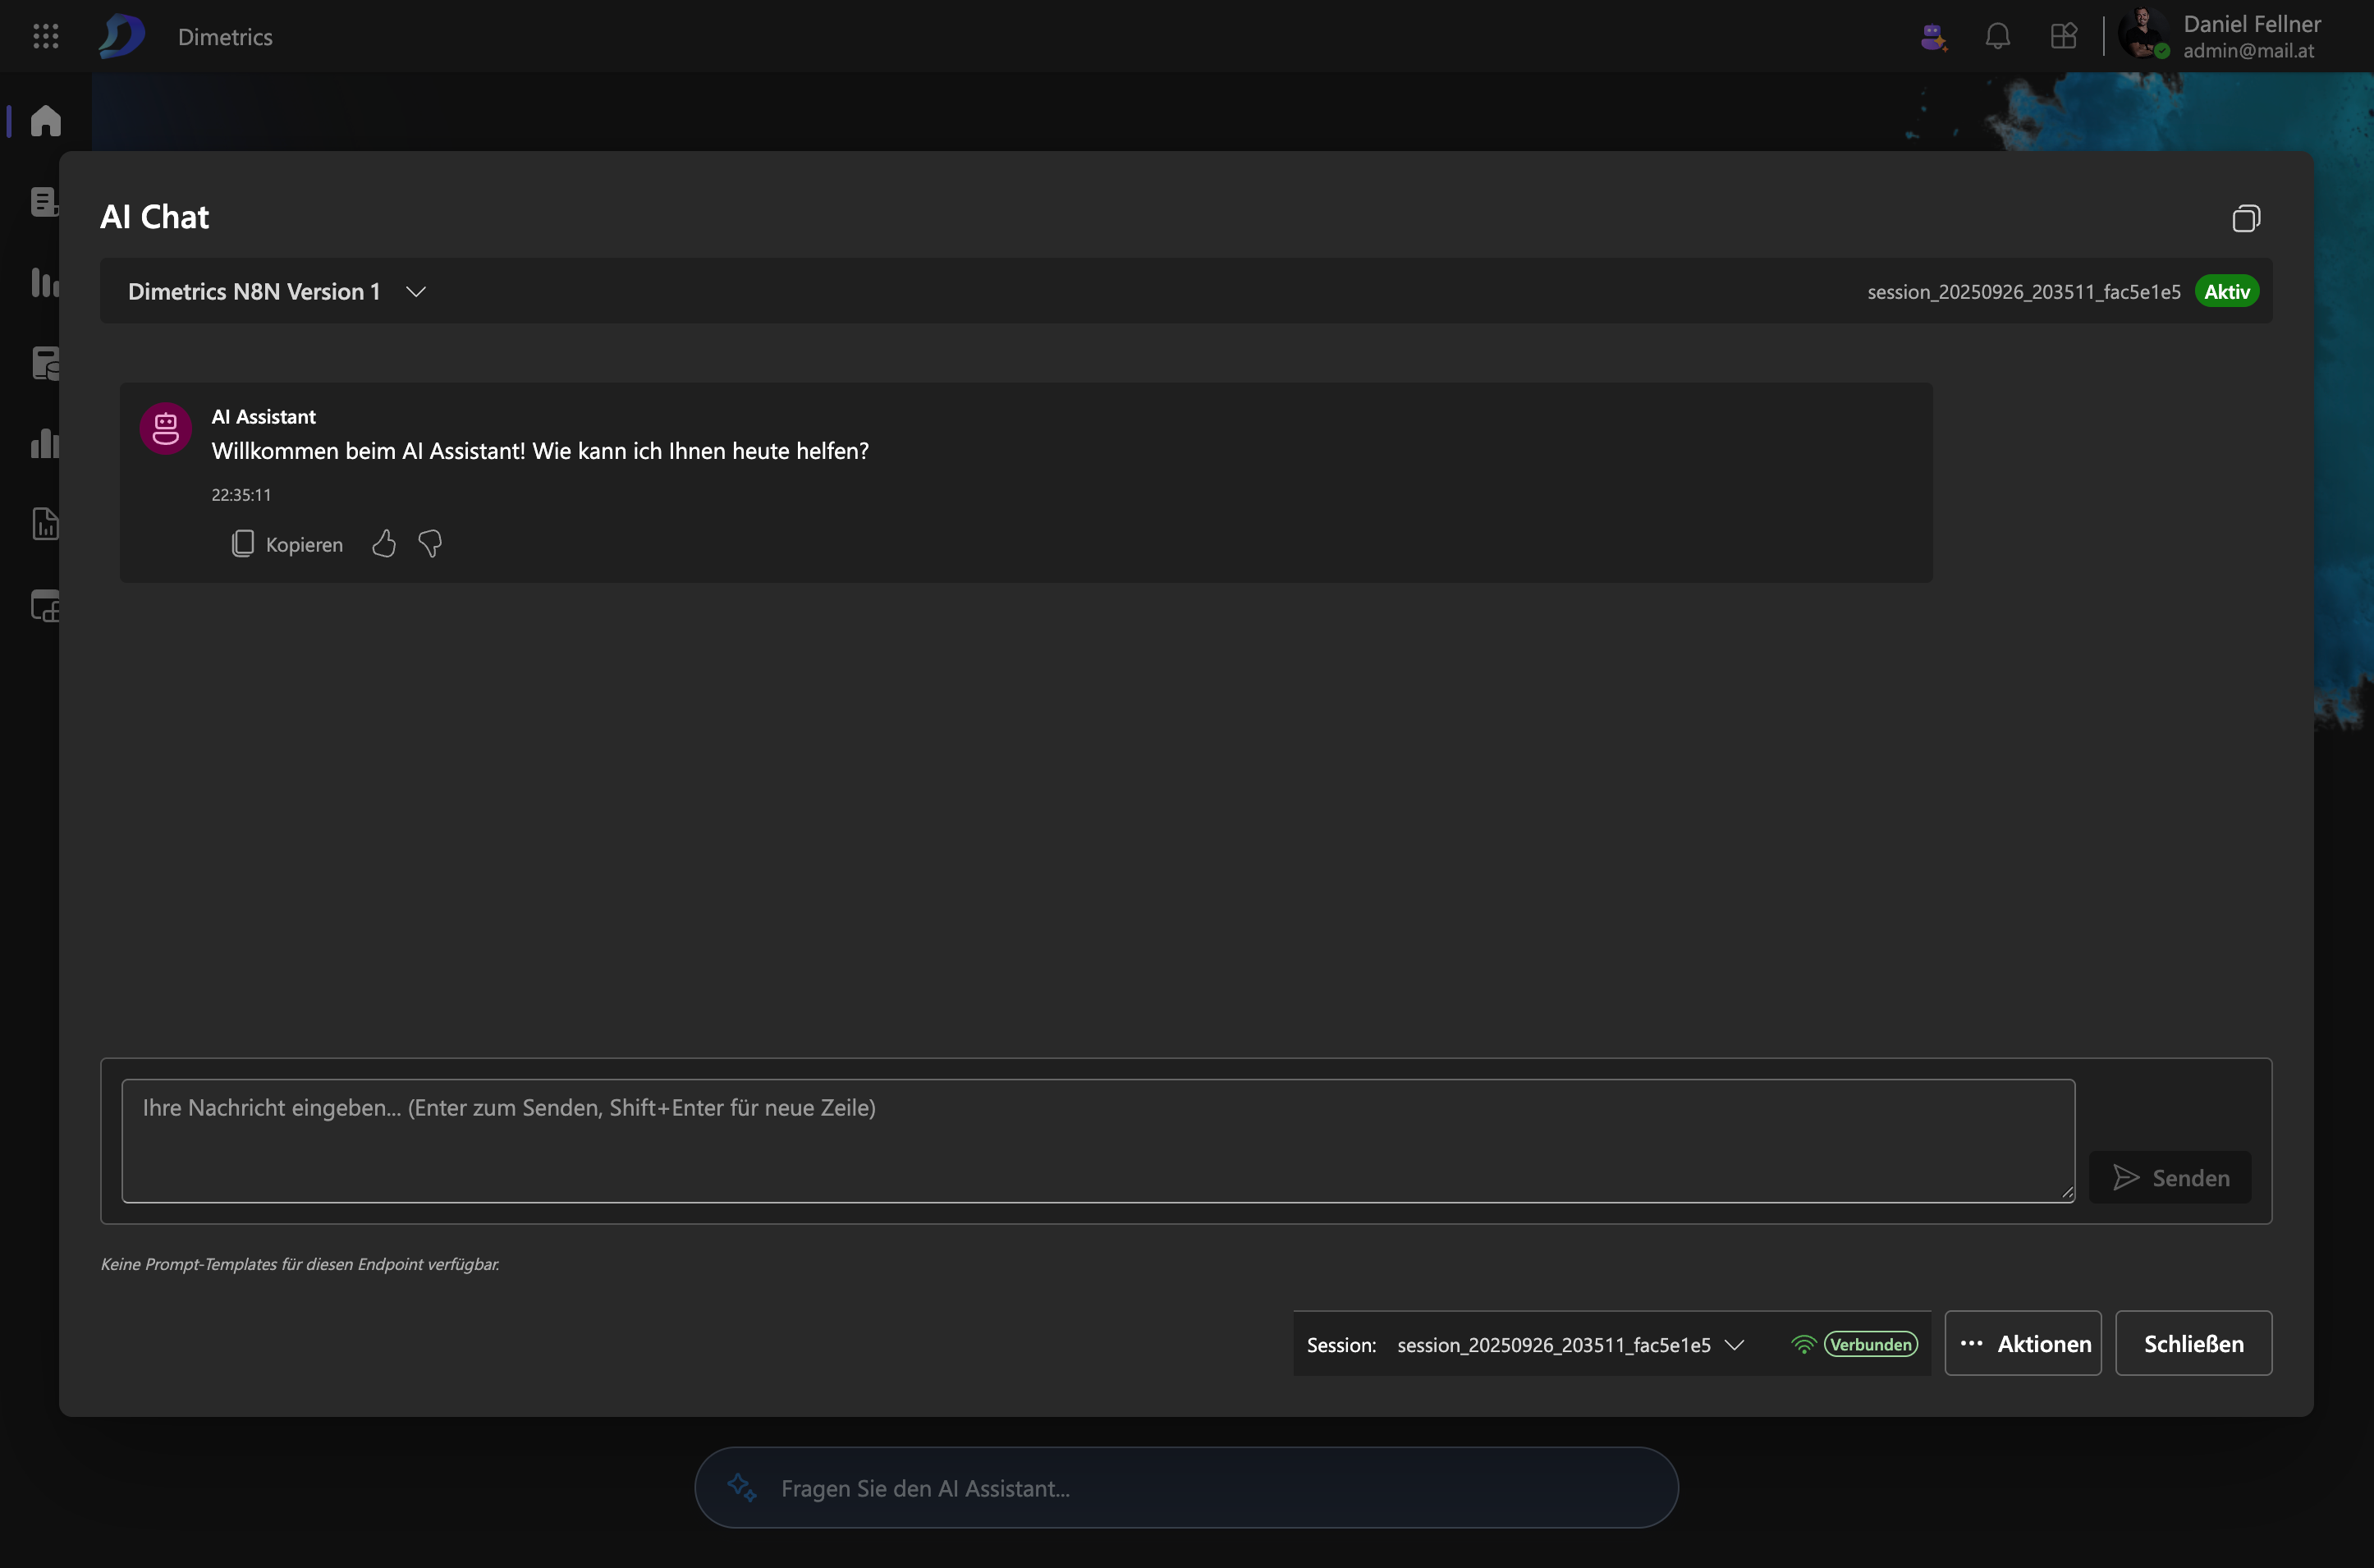 Dimetrics
Daniel Fellner
admin@mail.at
AI Chat
Dimetrics N8N Version 1
session_20250926_203511_fac5e1e5 Aktiv
AI Assistant
Willkommen beim AI Assistant! Wie kann ich Ihnen heute helfen?
22:35:11
Kopieren
Ihre Nachricht eingeben... (Enter zum Senden, Shift+Enter für neue Zeile)
Senden
Keine Prompt-Templates für diesen Endpoint verfügbar.
Session: session_20250926_203511_fac5e1e5 Verbunden ··· Aktionen Schließen
Fragen Sie den AI Assistant...